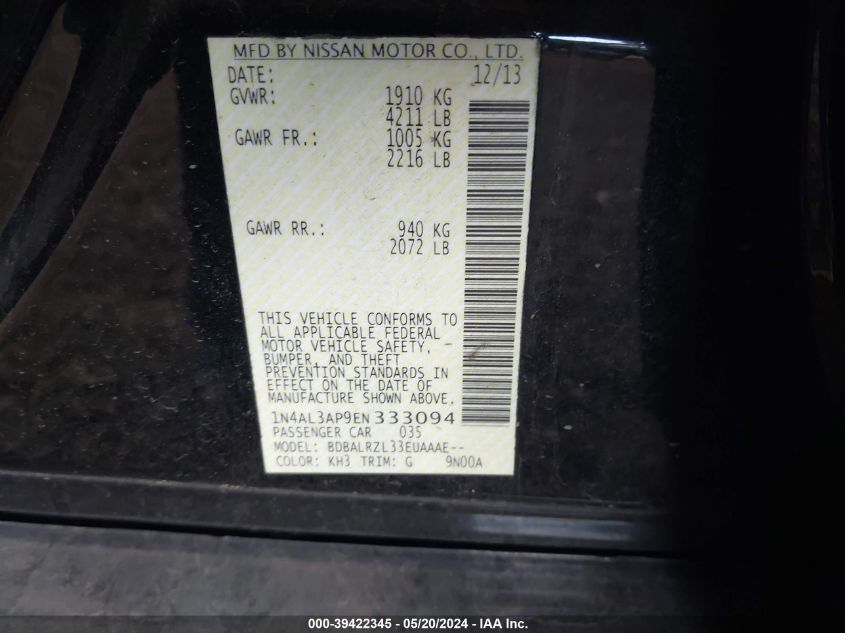 MFD BY NISSAN MOTOR CO., LTD.
DATE: 12/13
GVWR: 1910 KG
4211 LB
GAWR FR.: 1005 KG
2216 LB
GAWR RR.: 940 KG
2072 LB
THIS VEHICLE CONFORMS TO
ALL APPLICABLE FEDERAL
MOTOR VEHICLE SAFETY,
BUMPER, AND THEFT
PREVENTION STANDARDS IN
EFFECT ON THE DATE OF
MANUFACTURE SHOWN ABOVE.
1N4AL3AP9EN333094
PASSENGER CAR 035
MODEL: BDBALRZL33EUAAAE--
COLOR: KH3 TRIM: G 9N00A
000-39422345 - 05/20/2024 - IAA Inc.